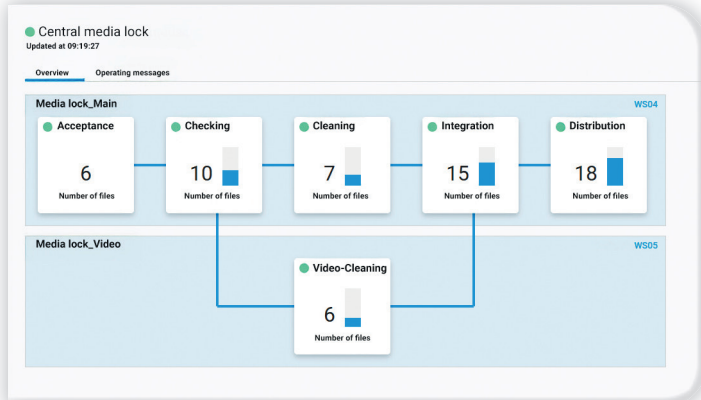 Central media lock
Updated at 09:19:27
Overview Operating messages
Media lock_Main WS04
Acceptance Checking Cleaning Integration Distribution
6 10 7 15 18
Number of files Number of files Number of files Number of files Number of files
Media lock_Video WS05
Video-Cleaning
6
Number of files